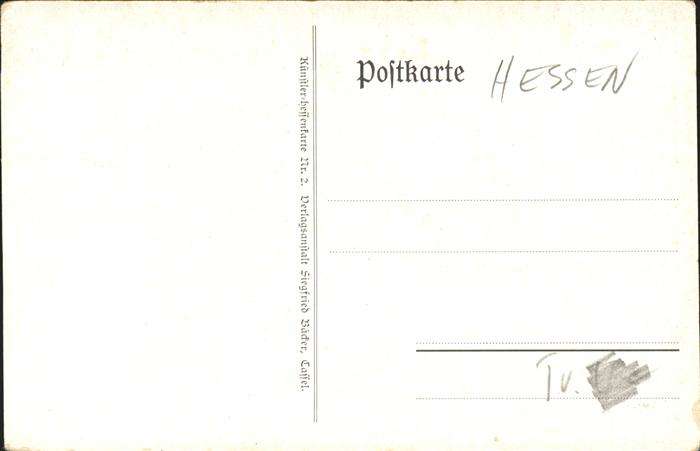 Künſtler-Heſſenkarte Nr. 2. Verlagsanſtalt Siegfried Bäcker, Caſſel.
Poſtkarte HESSEN
Tv.